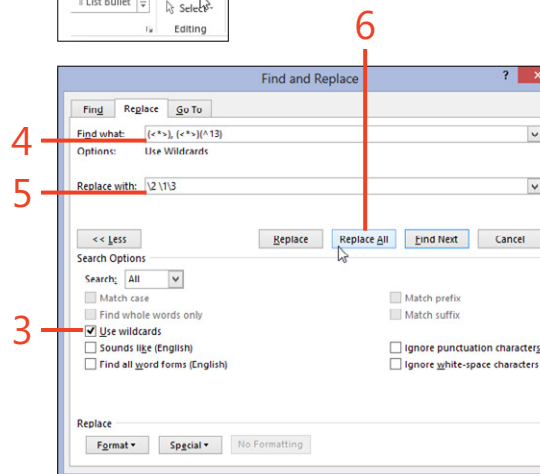 List Bullet
Select
Editing
6
Find and Replace
?
Find Replace Go To
4
Find what: (<*>), (<*>)(^13)
Options: Use Wildcards
5
Replace with: \2 \1\3
<< Less Replace Replace All Find Next Cancel
Search Options
Search: All
Match case Match prefix
Find whole words only Match suffix
3
Use wildcards
Sounds like (English) Ignore punctuation characters
Find all word forms (English) Ignore white-space characters
Replace
Format Special No Formatting